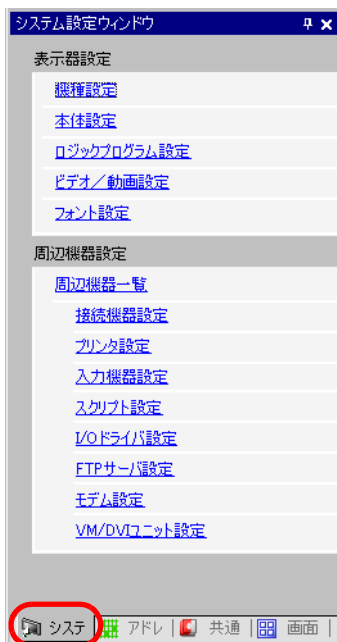 システム設定ウィンドウ
表示器設定
機種設定
本体設定
ロジックプログラム設定
ビデオ／動画設定
フォント設定
周辺機器設定
周辺機器一覧
接続機器設定
プリンタ設定
入力機器設定
スクリプト設定
I/Oドライバ設定
FTPサーバ設定
モデム設定
VM/DVIユニット設定
システ アドレ 共通 画面